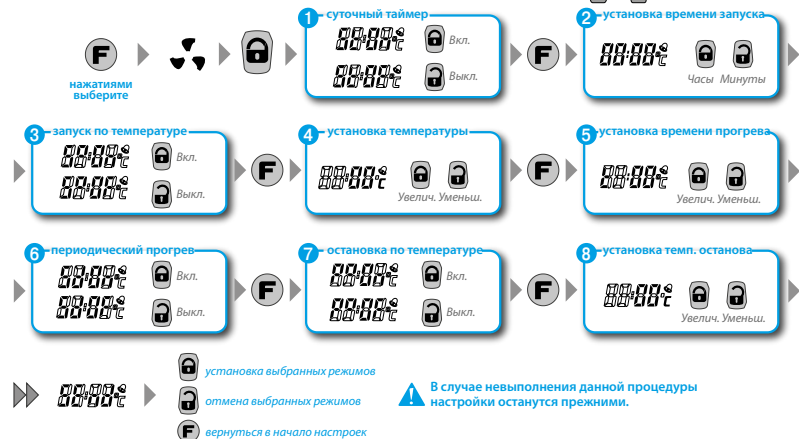 1 суточный таймер
2 установка времени запуска
F
Вкл.
F
Выкл.
Часы Минуты
нажатиями
выберите
3 запуск по температуре
4 установка температуры
5 установка времени прогрева
Вкл.
F
F
Выкл.
Увелич. Уменьш.
Увелич. Уменьш.
6 периодический прогрев
7 остановка по температуре
8 установка темп. останова
Вкл.
F
Вкл.
F
Выкл.
Выкл.
Увелич. Уменьш.
установка выбранных режимов
отмена выбранных режимов
F вернуться в начало настроек
В случае невыполнения данной процедуры
настройки останутся прежними.